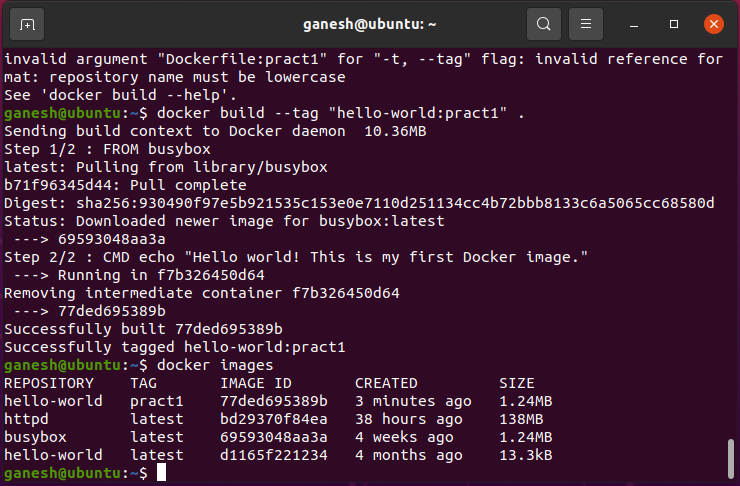 ganesh@ubuntu: ~
invalid argument "Dockerfile:pract1" for "-t, --tag" flag: invalid reference for
mat: repository name must be lowercase
See 'docker build --help'.
ganesh@ubuntu:~$ docker build --tag "hello-world:pract1" .
Sending build context to Docker daemon  10.36MB
Step 1/2 : FROM busybox
latest: Pulling from library/busybox
b71f96345d44: Pull complete
Digest: sha256:930490f97e5b921535c153e0e7110d251134cc4b72bbb8133c6a5065cc68580d
Status: Downloaded newer image for busybox:latest
 ---> 69593048aa3a
Step 2/2 : CMD echo "Hello world! This is my first Docker image."
 ---> Running in f7b326450d64
Removing intermediate container f7b326450d64
 ---> 77ded695389b
Successfully built 77ded695389b
Successfully tagged hello-world:pract1
ganesh@ubuntu:~$ docker images
REPOSITORY    TAG       IMAGE ID       CREATED         SIZE
hello-world   pract1    77ded695389b   3 minutes ago   1.24MB
httpd         latest    bd29370f84ea   38 hours ago    138MB
busybox       latest    69593048aa3a   4 weeks ago     1.24MB
hello-world   latest    d1165f221234   4 months ago    13.3kB
ganesh@ubuntu:~$